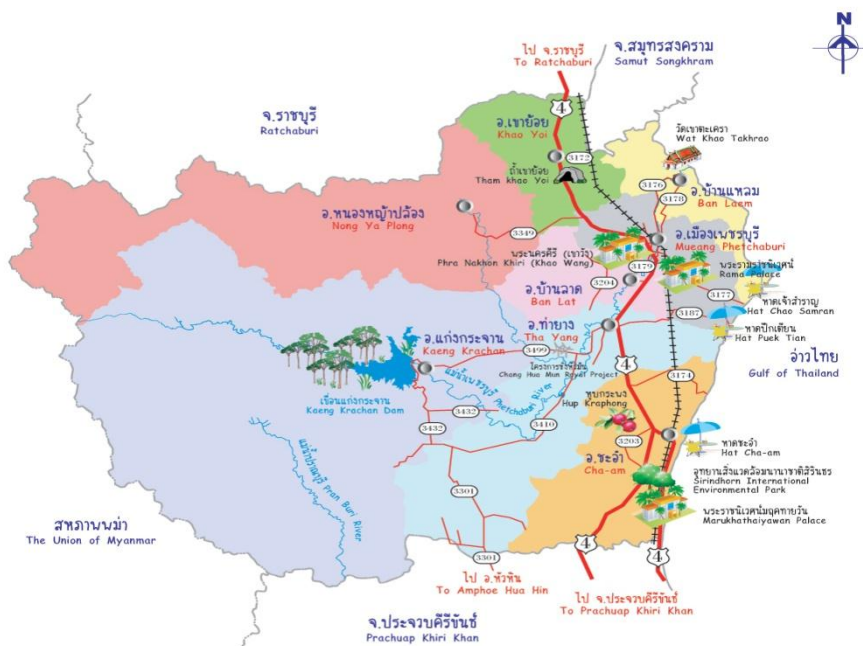 N
ไป จ.ราชบุรี
To Ratchaburi
จ.สมุทรสงคราม
Samut Songkhram
จ.ราชบุรี
Ratchaburi
4
อ.เขาย้อย
Khao Yoi
วัดเขาตะเครา
Wat Khao Takhrao
3172
ถ้ำเขาย้อย
Tham khao Yoi
3176
3178
อ.บ้านแหลม
Ban Laem
อ.หนองหญ้าปล้อง
Nong Ya Plong
3349
อ.เมืองเพชรบุรี
Mueang Phetchaburi
พระนครคีรี (เขาวัง)
Phra Nakhon Khiri (Khao Wang)
3179
พระรามราชนิเวศน์
Rama Palace
3204
3177
อ.บ้านลาด
Ban Lat
หาดเจ้าสำราญ
Hat Chao Samran
3187
อ.ท่ายาง
Tha Yang
หาดปึกเตียน
Hat Puek Tian
อ.แก่งกระจาน
Kaeng Krachan
3499
4
อ่าวไทย
Gulf of Thailand
โครงการชั่งหัวมัน
Chang Hua Mun Royal Project
3174
แม่น้ำเพชรบุรี Phetchaburi River
หุบกะพง
Hup Kraphong
เขื่อนแก่งกระจาน
Kaeng Krachan Dam
3432
3432
3410
3203
หาดชะอำ
Hat Cha-am
อ.ชะอำ
Cha-am
แม่น้ำปราณบุรี Pran Buri River
อุทยานสิ่งแวดล้อมนานาชาติสิรินธร
Sirindhorn International
Environmental Park
3301
พระราชนิเวศน์มฤคทายวัน
Marukhathaiyawan Palace
สหภาพพม่า
The Union of Myanmar
4
4
3301
ไป อ.หัวหิน
To Amphoe Hua Hin
ไป จ.ประจวบคีรีขันธ์
To Prachuap Khiri Khan
จ.ประจวบคีรีขันธ์
Prachuap Khiri Khan